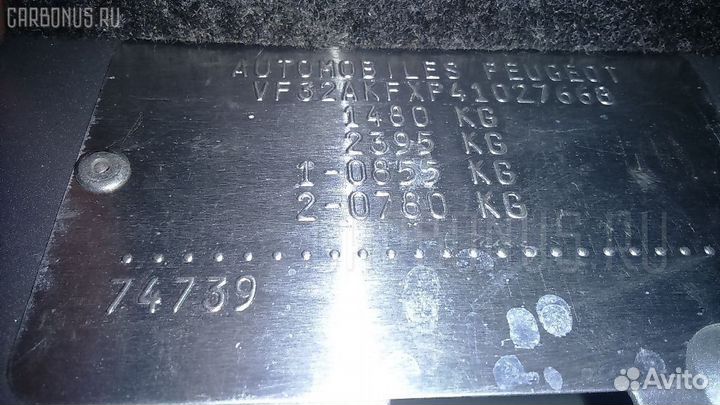 CARBONUS.RU
AUTOMOBILES PEUGEOT
VF32AKFXP41027668
1480 KG
2395 KG
1-0855 KG
2-0780 KG
74739
Avito